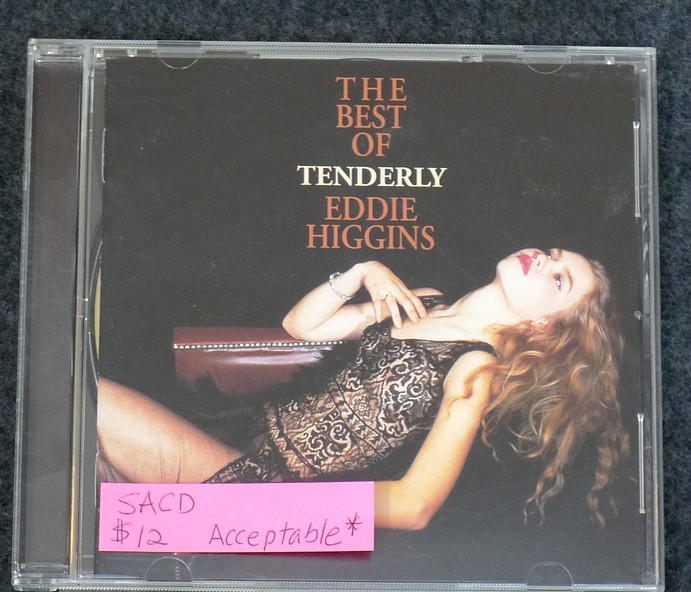 THE
BEST
OF
TENDERLY
EDDIE
HIGGINS
SACD
$12 Acceptable*